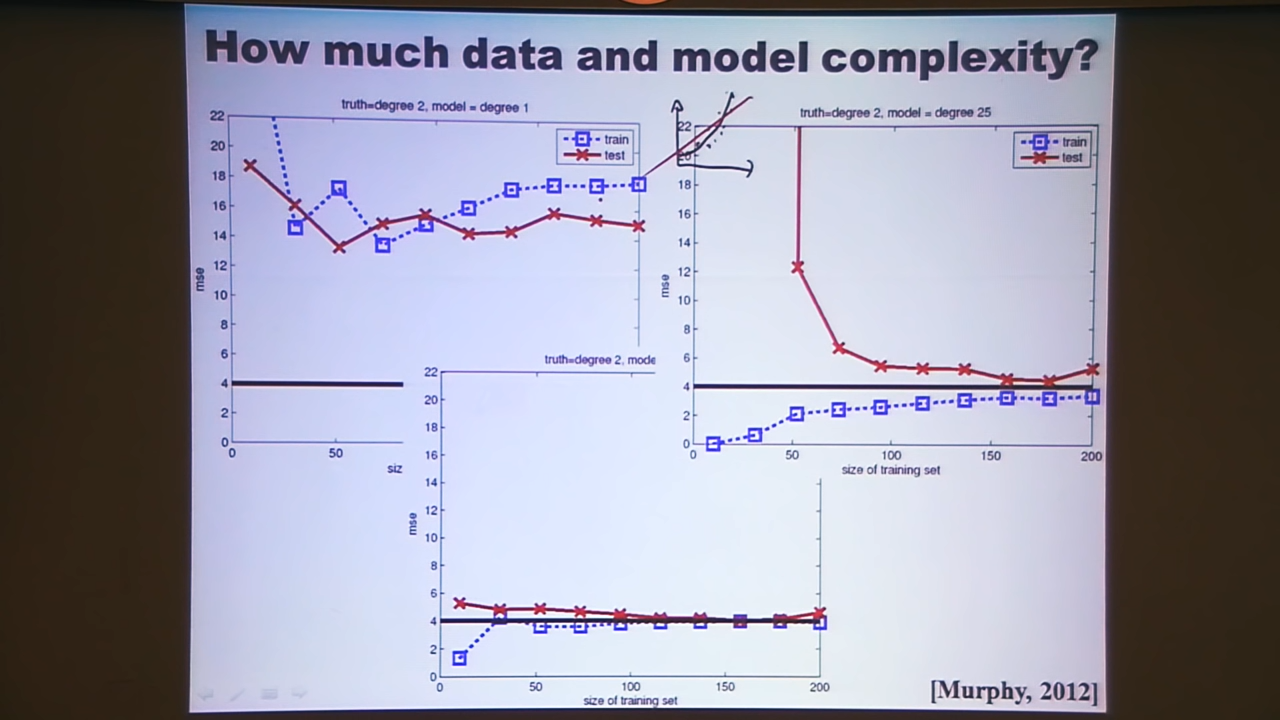 How much data and model complexity?
truth=degree 2, model = degree 1
22
20
18
16
14
12
10
8
6
4
2
0
mse
0 50
siz
train
test
truth=degree 2, model = degree 25
22
20
18
16
14
12
10
8
6
4
2
0
mse
0 50 100 150 200
size of training set
train
test
truth=degree 2, mode
22
20
18
16
14
12
10
8
6
4
2
0
mse
0 50 100 150 200
size of training set
[Murphy, 2012]